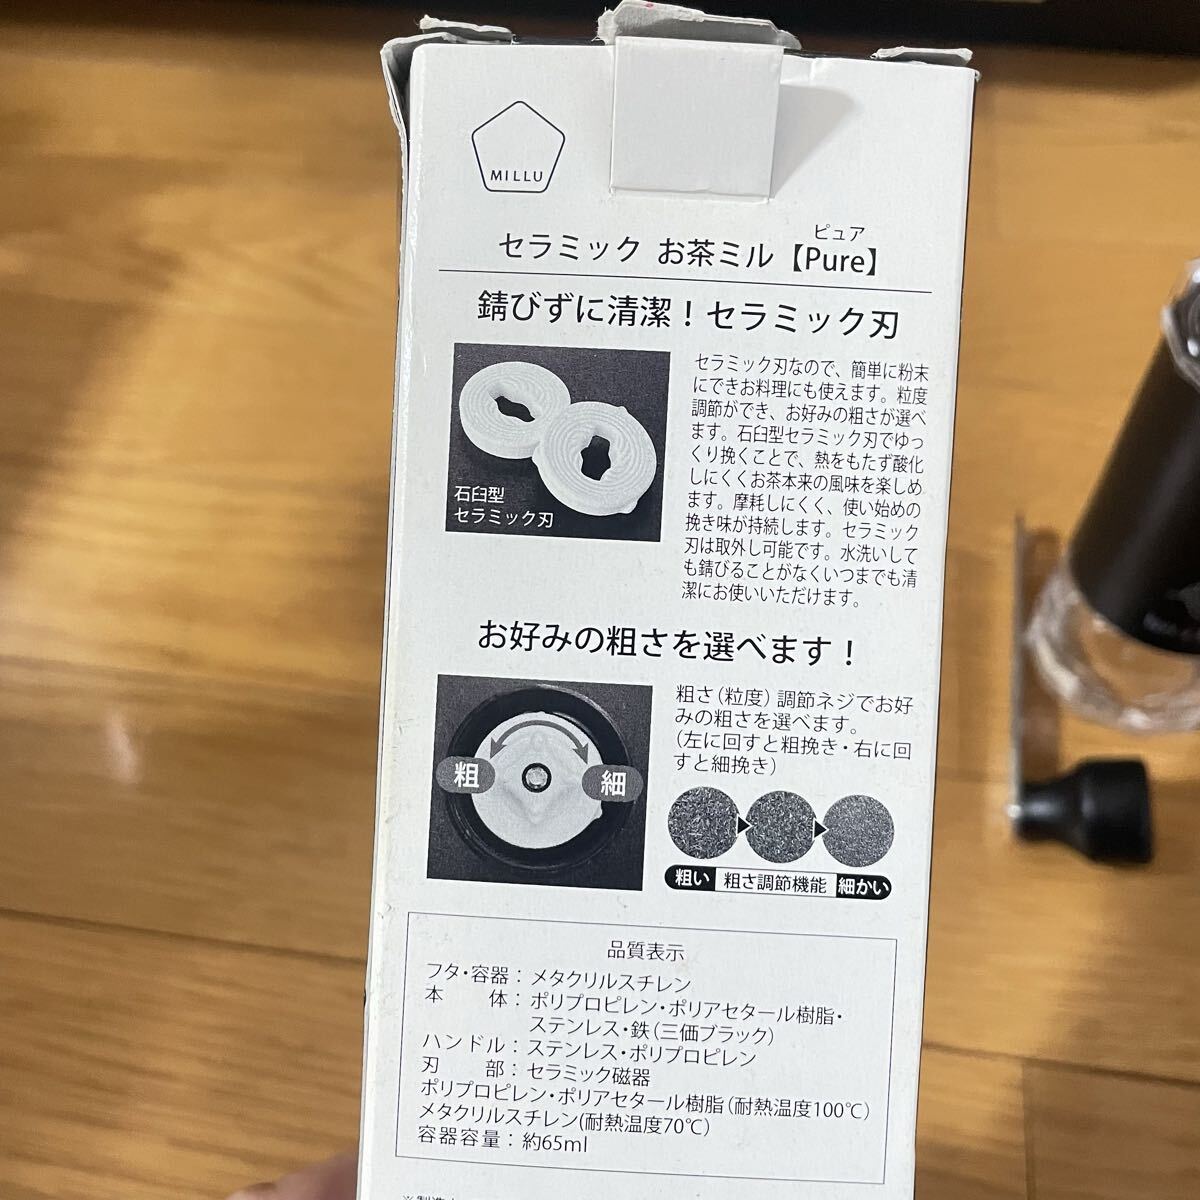 MILLU
ピュア
セラミック お茶ミル【Pure】
錆びずに清潔！セラミック刃
石臼型
セラミック刃
セラミック刃なので、簡単に粉末
にできお料理にも使えます。粒度
調節ができ、お好みの粗さが選べ
ます。石臼型セラミック刃でゆっ
くり挽くことで、熱をもたず酸化
しにくくお茶本来の風味を楽しめ
ます。摩耗しにくく、使い始めの
挽き味が持続します。セラミック
刃は取外し可能です。水洗いして
も錆びることがなくいつまでも清
潔にお使いいただけます。
お好みの粗さを選べます！
粗
細
粗さ（粒度）調節ネジでお好
みの粗さを選べます。
（左に回すと粗挽き・右に回
すと細挽き）
粗い 粗さ調節機能 細かい
品質表示
フタ・容器：メタクリルスチレン
本　　体：ポリプロピレン・ポリアセタール樹脂・
ステンレス・鉄（三価ブラック）
ハンドル：ステンレス・ポリプロピレン
刃　　部：セラミック磁器
ポリプロピレン・ポリアセタール樹脂（耐熱温度100℃）
メタクリルスチレン(耐熱温度70℃)
容器容量：約65ml